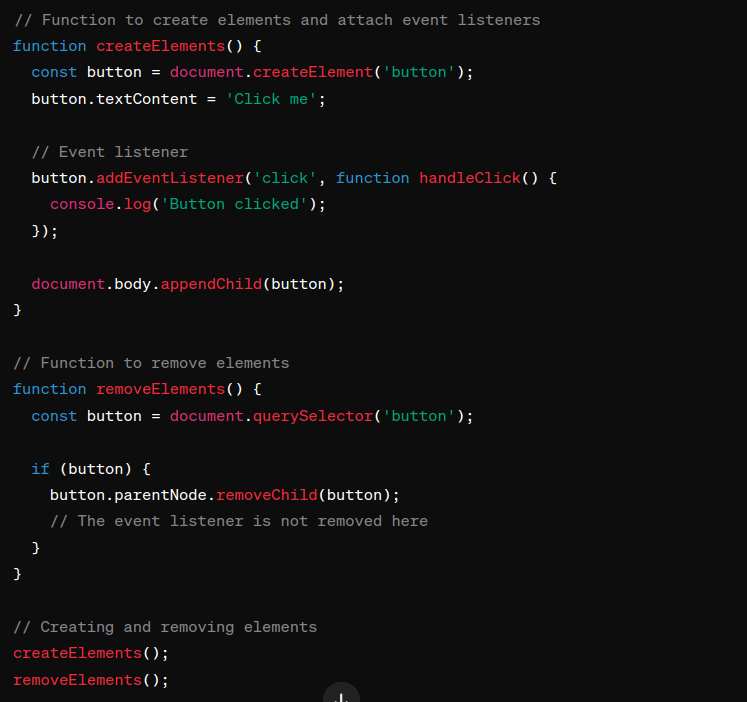 // Function to create elements and attach event listeners
function createElements() {
  const button = document.createElement('button');
  button.textContent = 'Click me';

  // Event listener
  button.addEventListener('click', function handleClick() {
    console.log('Button clicked');
  });

  document.body.appendChild(button);
}

// Function to remove elements
function removeElements() {
  const button = document.querySelector('button');

  if (button) {
    button.parentNode.removeChild(button);
    // The event listener is not removed here
  }
}

// Creating and removing elements
createElements();
removeElements();